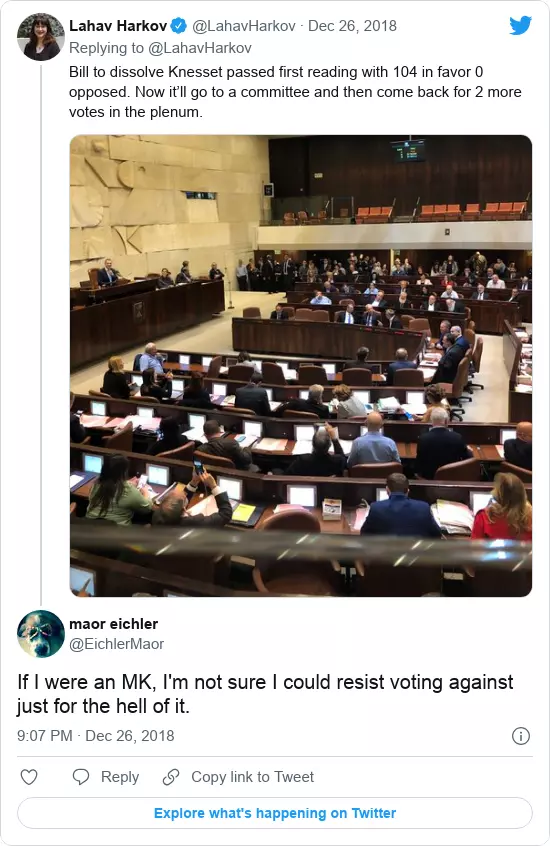 Lahav Harkov @LahavHarkov · Dec 26, 2018
Replying to @LahavHarkov
Bill to dissolve Knesset passed first reading with 104 in favor 0
opposed. Now it’ll go to a committee and then come back for 2 more
votes in the plenum.
maor eichler
@EichlerMaor
If I were an MK, I'm not sure I could resist voting against
just for the hell of it.
9:07 PM · Dec 26, 2018
Reply
Copy link to Tweet
Explore what's happening on Twitter